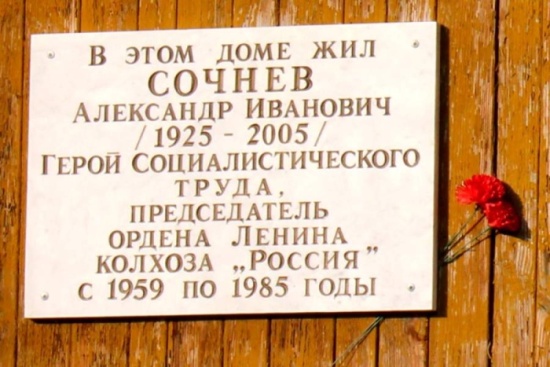 В ЭТОМ ДОМЕ ЖИЛ
СОЧНЕВ
АЛЕКСАНДР ИВАНОВИЧ
/1925 - 2005/
ГЕРОЙ СОЦИАЛИСТИЧЕСКОГО
ТРУДА,
ПРЕДСЕДАТЕЛЬ
ОРДЕНА ЛЕНИНА
КОЛХОЗА „РОССИЯ”
С 1959 ПО 1985 ГОДЫ